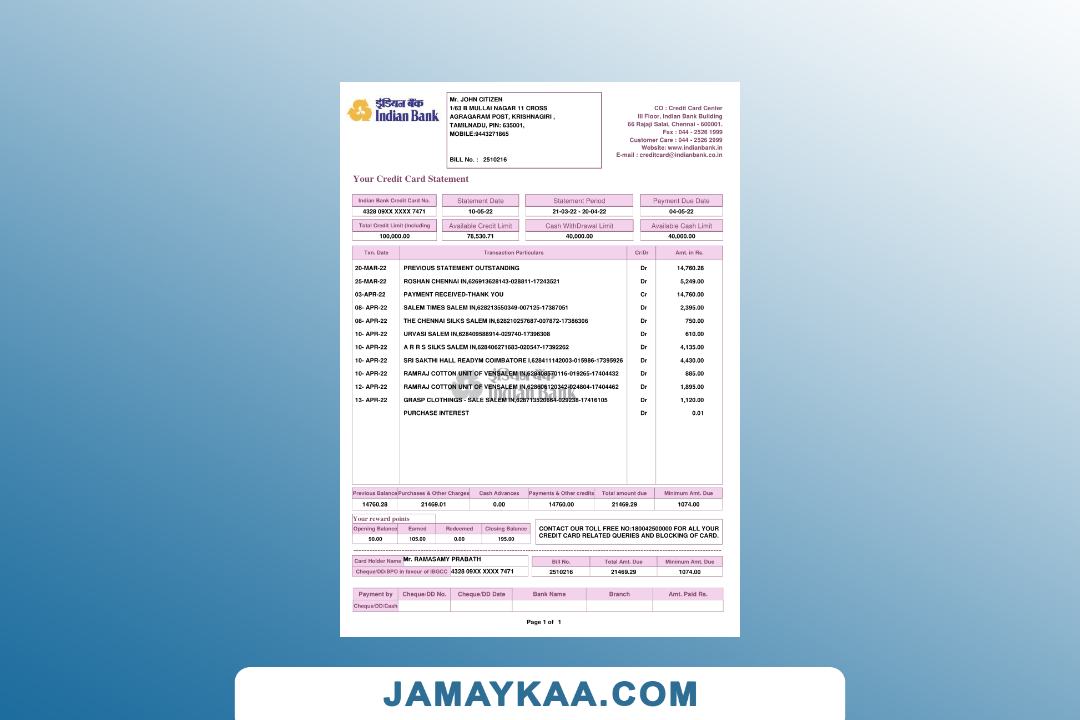 इंडियन बैंक
Indian Bank
Mr. JOHN CITIZEN
1/63 B MULLAI NAGAR 11 CROSS
AGRAGARAM POST, KRISHNAGIRI ,
TAMILNADU, PIN: 635001,
MOBILE:9443271865
BILL No. : 2510216
CO : Credit Card Center
III Floor, Indian Bank Building
66 Rajaji Salai, Chennai - 600001.
Fax : 044 - 2526 1999
Customer Care : 044 - 2526 2999
Website: www.indianbank.in
E-mail : creditcard@indianbank.co.in
Your Credit Card Statement
Indian Bank Credit Card No. Statement Date Statement Period Payment Due Date
4328 09XX XXXX 7471 10-05-22 21-03-22 - 20-04-22 04-05-22
Total Credit Limit (Including Available Credit Limit Cash WithDrawal Limit Available Cash Limit
100,000.00 78,530.71 40,000.00 40,000.00
Txn. Date Transaction Particulars Cr/Dr Amt. in Rs.
20-MAR-22 PREVIOUS STATEMENT OUTSTANDING Dr 14,760.28
25-MAR-22 ROSHAN CHENNAI IN,626913628143-028811-17243521 Dr 5,249.00
03-APR-22 PAYMENT RECEIVED-THANK YOU Cr 14,760.00
08- APR-22 SALEM TIMES SALEM IN,628213550349-007125-17387051 Dr 2,395.00
08- APR-22 THE CHENNAI SILKS SALEM IN,628210257687-007872-17386306 Dr 750.00
10- APR-22 URVASI SALEM IN,628409588914-029740-17396308 Dr 610.00
10- APR-22 A R R S SILKS SALEM IN,628406271683-020547-17392262 Dr 4,135.00
10- APR-22 SRI SAKTHI HALL READYM COIMBATORE I,628411142003-015986-17395926 Dr 4,430.00
10- APR-22 RAMRAJ COTTON UNIT OF VENSALEM IN,628408570116-019265-17404432 Dr 885.00
12- APR-22 RAMRAJ COTTON UNIT OF VENSALEM IN,628608120342-024804-17404462 Dr 1,895.00
13- APR-22 GRASP CLOTHINGS - SALE SALEM IN,628713520664-029238-17416105 Dr 1,120.00
PURCHASE INTEREST Dr 0.01
इंडियन बैंक
Indian Bank
Previous Balance Purchases & Other Charges Cash Advances Payments & Other credits Total amount due Minimum Amt. Due
14760.28 21469.01 0.00 14760.00 21469.29 1074.00
Your reward points
Opening Balance Earned Redeemed Closing Balance
90.00 105.00 0.00 195.00
CONTACT OUR TOLL FREE NO:180042500000 FOR ALL YOUR
CREDIT CARD RELATED QUERIES AND BLOCKING OF CARD.
Card Holder Name Mr. RAMASAMY PRABATH Bill No. Total Amt. Due Minimum Amt. Due
Cheque/DD/BPO in favour of IBGCC 4328 09XX XXXX 7471 2510216 21469.29 1074.00
Payment by Cheque/DD No. Cheque/DD Date Bank Name Branch Amt. Paid Rs.
Cheque/DD/Cash
Page 1 of 1
JAMAYKAA.COM